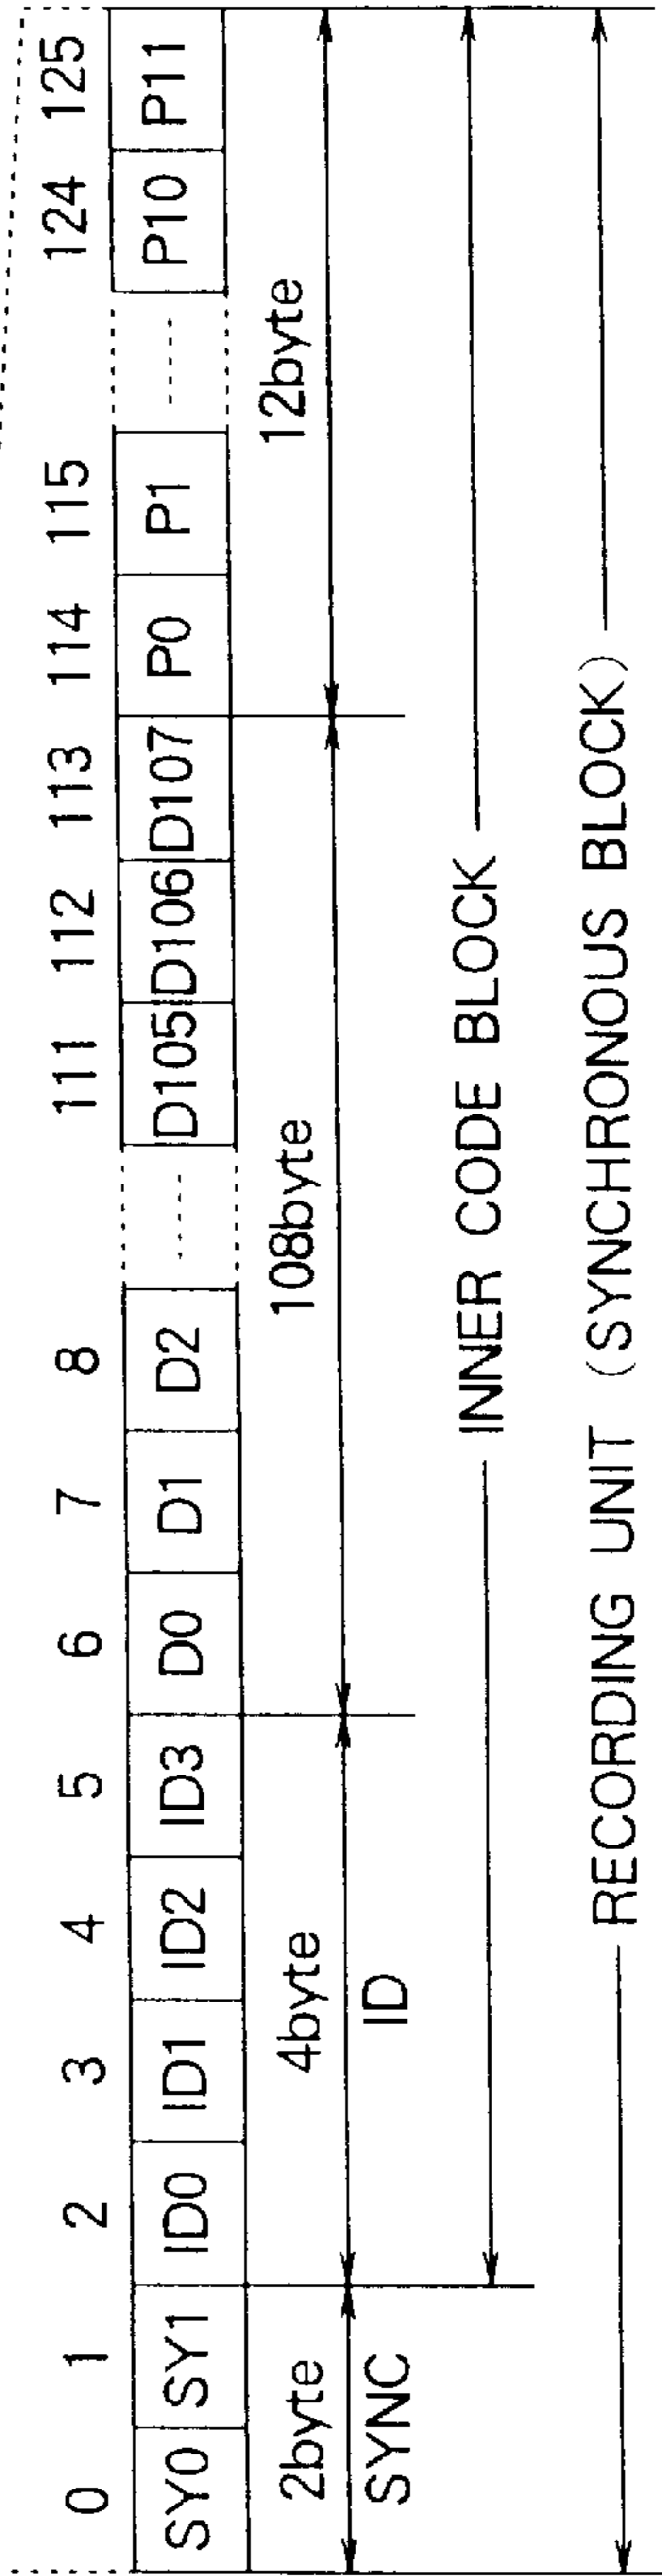 0 1 2 3 4 5 6 7 8 111 112 113 114 115 124 125
SY0 SY1 ID0 ID1 ID2 ID3 D0 D1 D2 D105 D106 D107 P0 P1 P10 P11
2byte 4byte 108byte 12byte
SYNC ID
INNER CODE BLOCK
RECORDING UNIT (SYNCHRONOUS BLOCK)